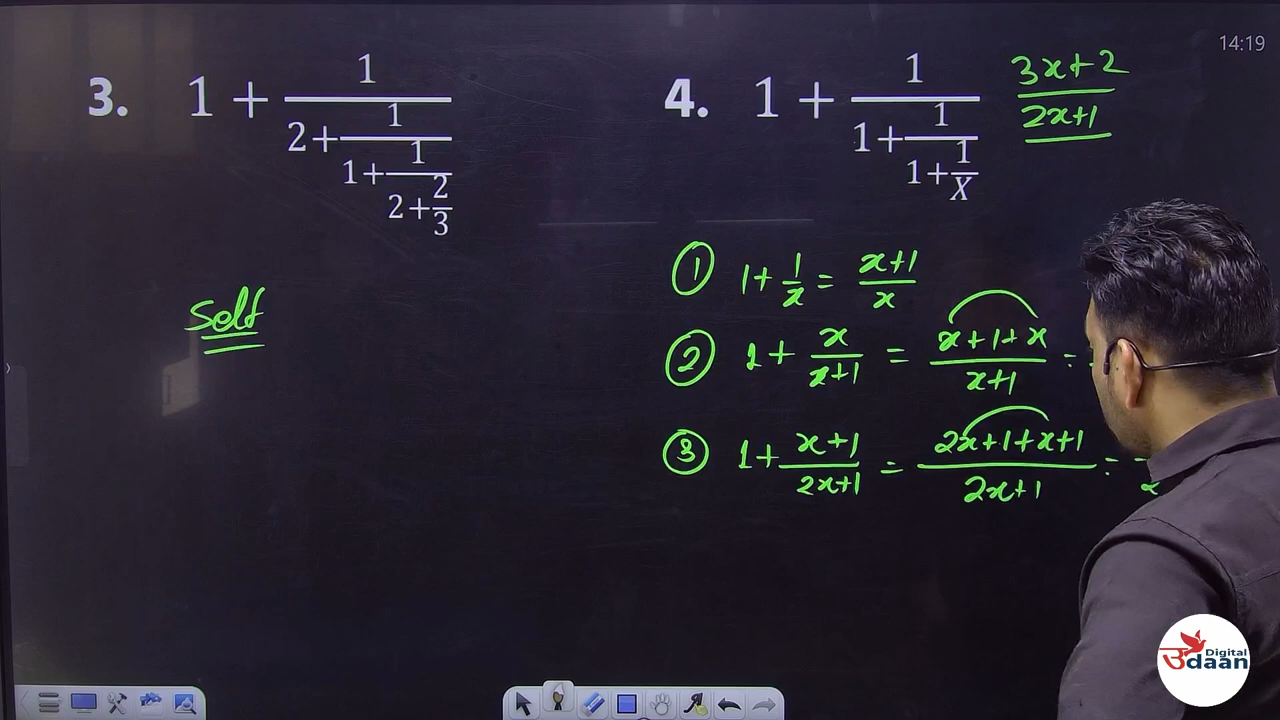 14:19
3. 1 + 1/(2+1/(1+1/(2+2/3)))
Self
4. 1 + 1/(1+1/(1+1/X))
3x+2/2x+1
① 1+1/x = x+1/x
② 1+x/x+1 = x+1+x/x+1 =
③ 1+x+1/2x+1 = 2x+1+x+1/2x+1 =
Digital
उdaan